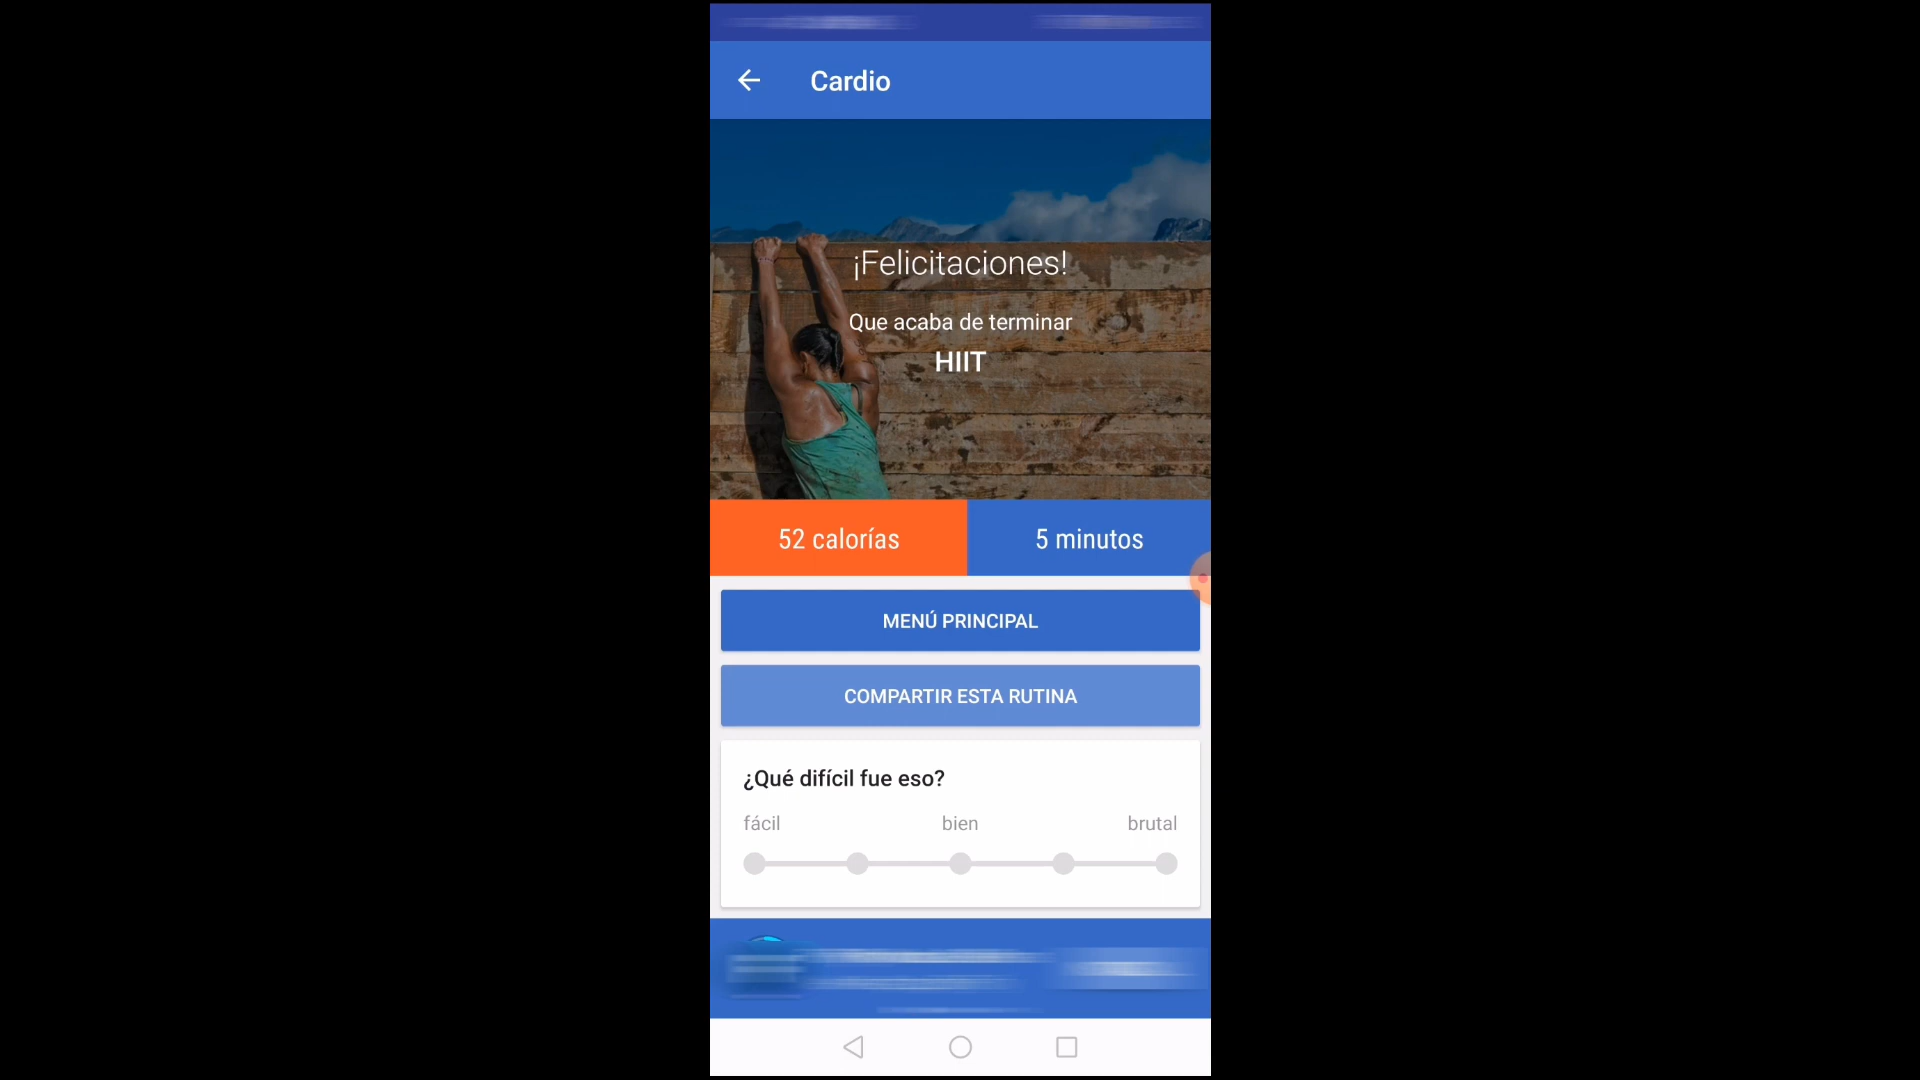 Cardio
¡Felicitaciones!
Que acaba de terminar
HIIT
52 calorías
5 minutos
MENÚ PRINCIPAL
COMPARTIR ESTA RUTINA
¿Qué difícil fue eso?
fácil
bien
brutal